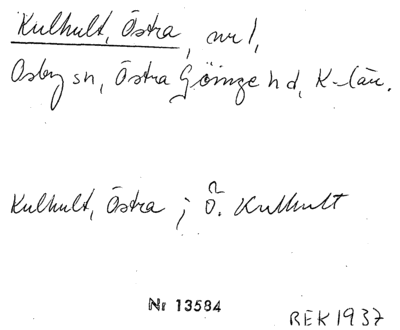 Kulhult, Östra, nr 1,
Osby sn, Östra Göinge hd, K-län.
Kulhult, Östra ; Ö. Kulhult
Nr 13584
REK 1937